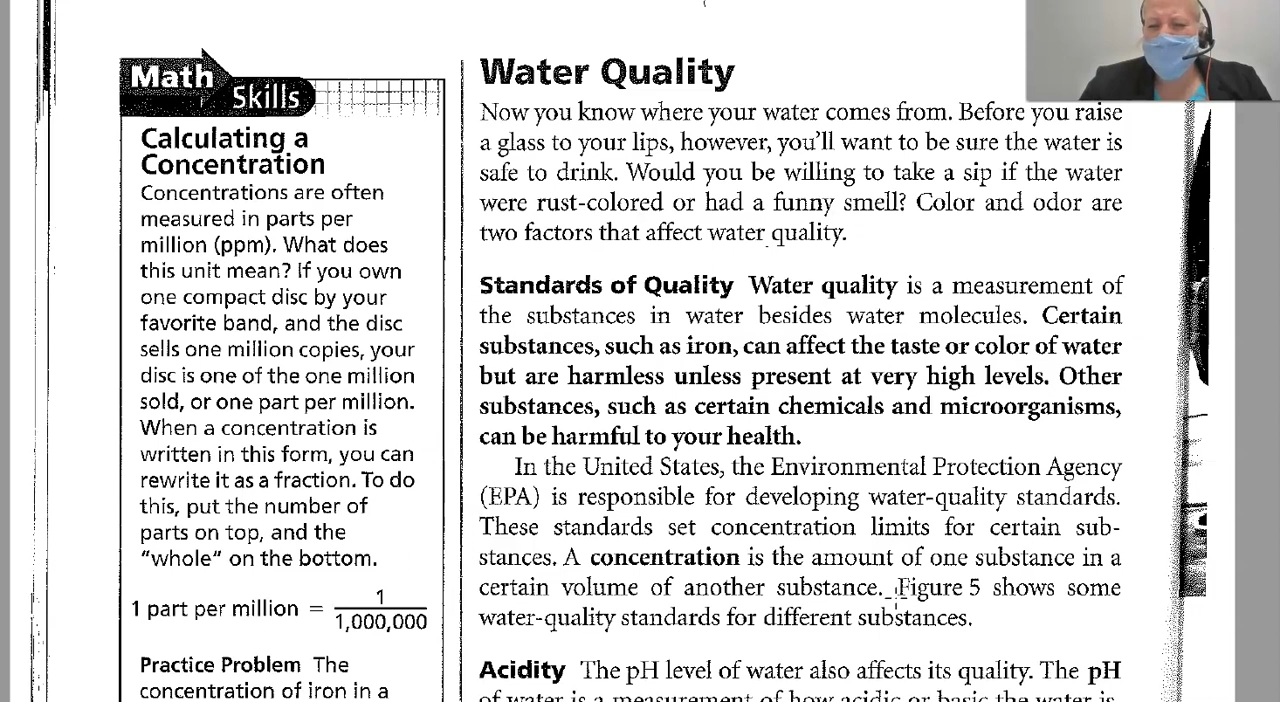 Math
Skills
Calculating a
Concentration
Concentrations are often
measured in parts per
million (ppm). What does
this unit mean? If you own
one compact disc by your
favorite band, and the disc
sells one million copies, your
disc is one of the one million
sold, or one part per million.
When a concentration is
written in this form, you can
rewrite it as a fraction. To do
this, put the number of
parts on top, and the
"whole" on the bottom.
1 part per million = 1/1,000,000
Practice Problem The
concentration of iron in a
Water Quality
Now you know where your water comes from. Before you raise
a glass to your lips, however, you'll want to be sure the water is
safe to drink. Would you be willing to take a sip if the water
were rust-colored or had a funny smell? Color and odor are
two factors that affect water quality.
Standards of Quality Water quality is a measurement of
the substances in water besides water molecules. Certain
substances, such as iron, can affect the taste or color of water
but are harmless unless present at very high levels. Other
substances, such as certain chemicals and microorganisms,
can be harmful to your health.
In the United States, the Environmental Protection Agency
(EPA) is responsible for developing water-quality standards.
These standards set concentration limits for certain sub-
stances. A concentration is the amount of one substance in a
certain volume of another substance. Figure 5 shows some
water-quality standards for different substances.
Acidity The pH level of water also affects its quality. The pH
of water is a measurement of how acidic or basic the water is.